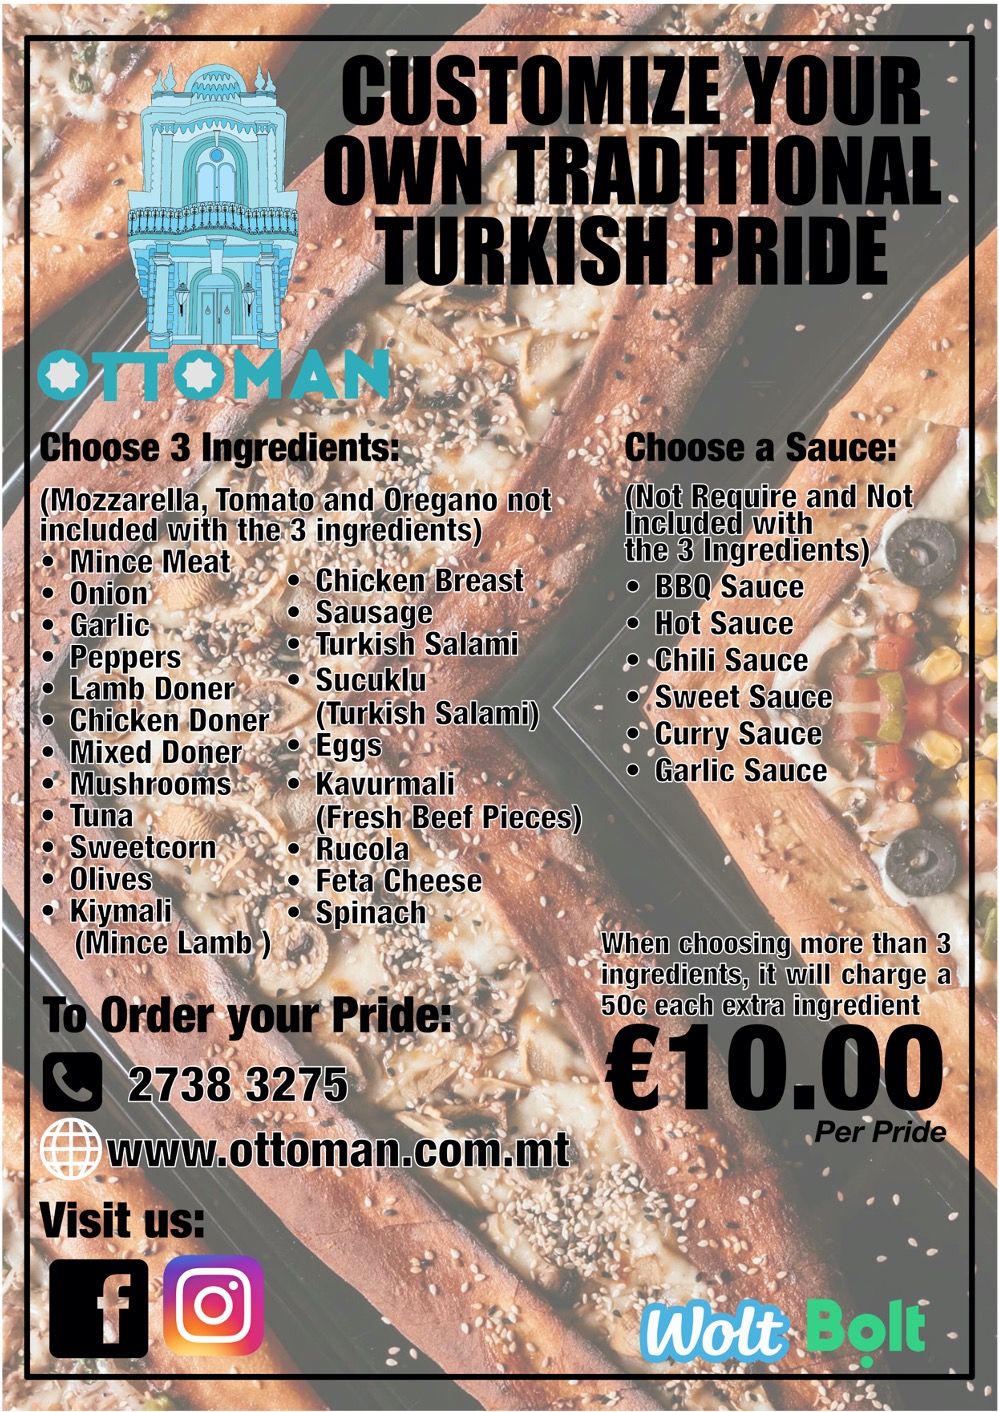 CUSTOMIZE YOUR
OWN TRADITIONAL
TURKISH PRIDE
OTTOMAN
Choose 3 Ingredients:
(Mozzarella, Tomato and Oregano not
included with the 3 ingredients)
• Mince Meat
• Onion
• Garlic
• Peppers
• Lamb Doner
• Chicken Doner
• Mixed Doner
• Mushrooms
• Tuna
• Sweetcorn
• Olives
• Kiymali
(Mince Lamb )
• Chicken Breast
• Sausage
• Turkish Salami
• Sucuklu
(Turkish Salami)
• Eggs
• Kavurmali
(Fresh Beef Pieces)
• Rucola
• Feta Cheese
• Spinach
Choose a Sauce:
(Not Require and Not
Included with
the 3 Ingredients)
• BBQ Sauce
• Hot Sauce
• Chili Sauce
• Sweet Sauce
• Curry Sauce
• Garlic Sauce
When choosing more than 3
ingredients, it will charge a
50c each extra ingredient
€10.00
Per Pride
To Order your Pride:
2738 3275
www.ottoman.com.mt
Visit us:
f
Wolt Bolt